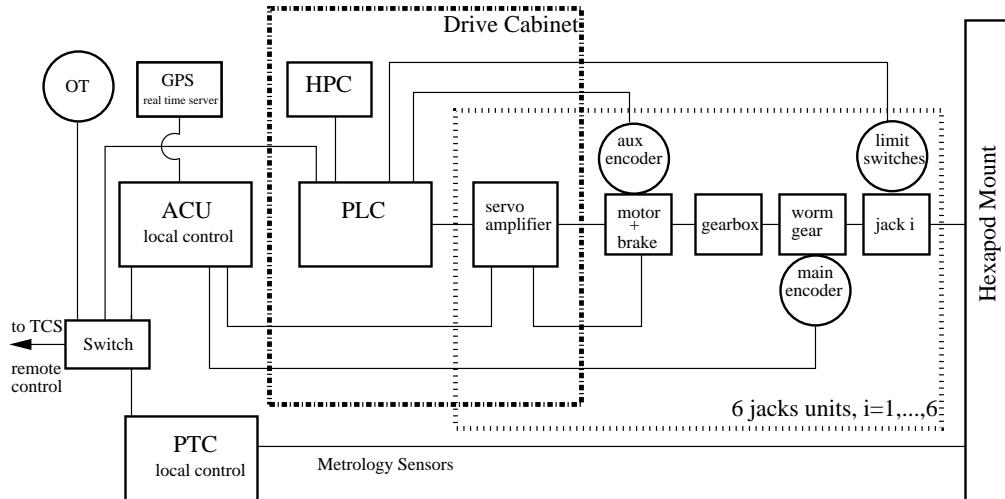 Drive Cabinet
OT
GPS
real time server
HPC
aux
encoder
limit
switches
ACU
local control
PLC
servo
amplifier
motor
+
brake
gearbox
worm
gear
jack i
main
encoder
Hexapod Mount
to TCS
Switch
remote
control
6 jacks units, i=1,...,6
PTC
local control
Metrology Sensors